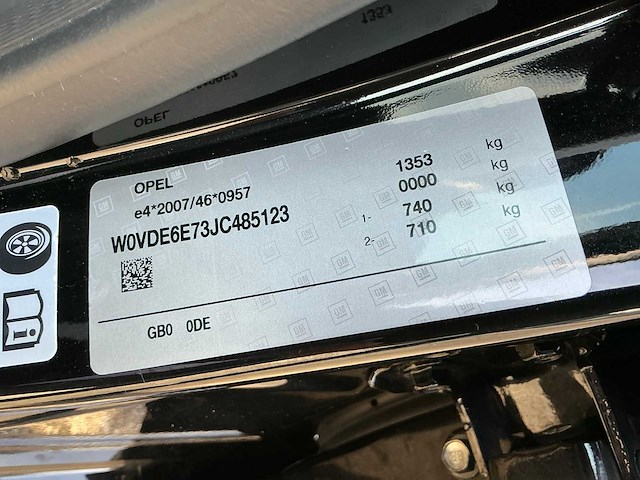 OPEL
e4*2007/46*0957
W0VDE6E73JC485123
1353 kg
0000 kg
1- 740 kg
2- 710 kg
GB0 0DE